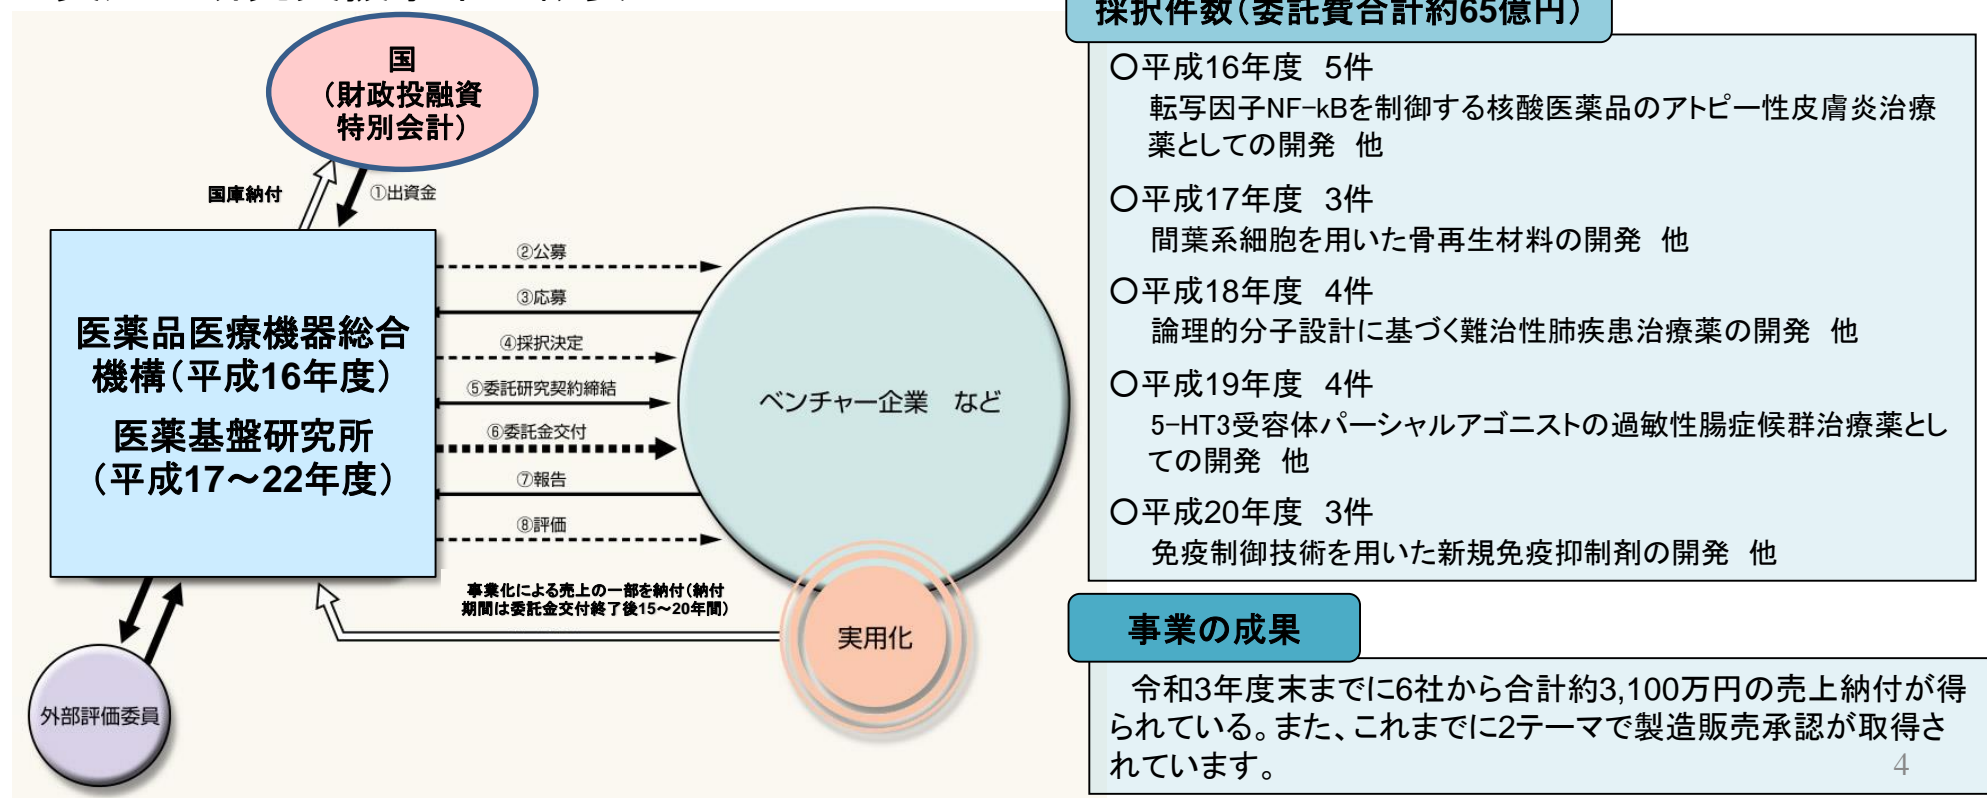 国
（財政投融資
特別会計）
国庫納付
①出資金
医薬品医療機器総合
機構（平成16年度）
医薬基盤研究所
（平成17～22年度）
②公募
③応募
④採択決定
⑤委託研究契約締結
⑥委託金交付
⑦報告
⑧評価
ベンチャー企業　など
事業化による売上の一部を納付（納付
期間は委託金交付終了後15～20年間）
実用化
外部評価委員
採択件数（委託費合計約65億円）
〇平成16年度　5件
転写因子NF-kBを制御する核酸医薬品のアトピー性皮膚炎治療
薬としての開発　他
〇平成17年度　3件
間葉系細胞を用いた骨再生材料の開発　他
〇平成18年度　4件
論理的分子設計に基づく難治性肺疾患治療薬の開発　他
〇平成19年度　4件
5-HT3受容体パーシャルアゴニストの過敏性腸症候群治療薬とし
ての開発　他
〇平成20年度　3件
免疫制御技術を用いた新規免疫抑制剤の開発　他
事業の成果
令和3年度末までに6社から合計約3,100万円の売上納付が得
られている。また、これまでに2テーマで製造販売承認が取得さ
れています。
4